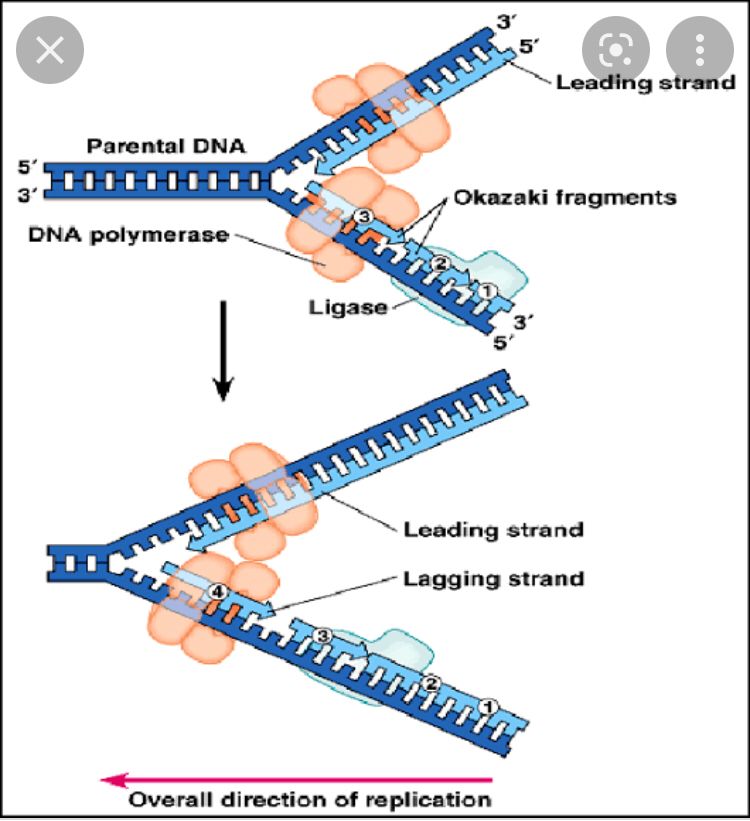 3′
5′
Leading strand
Parental DNA
5′
3′
Okazaki fragments
3
DNA polymerase
2
1
Ligase
3′
5′
Leading strand
Lagging strand
4
3
2
1
Overall direction of replication